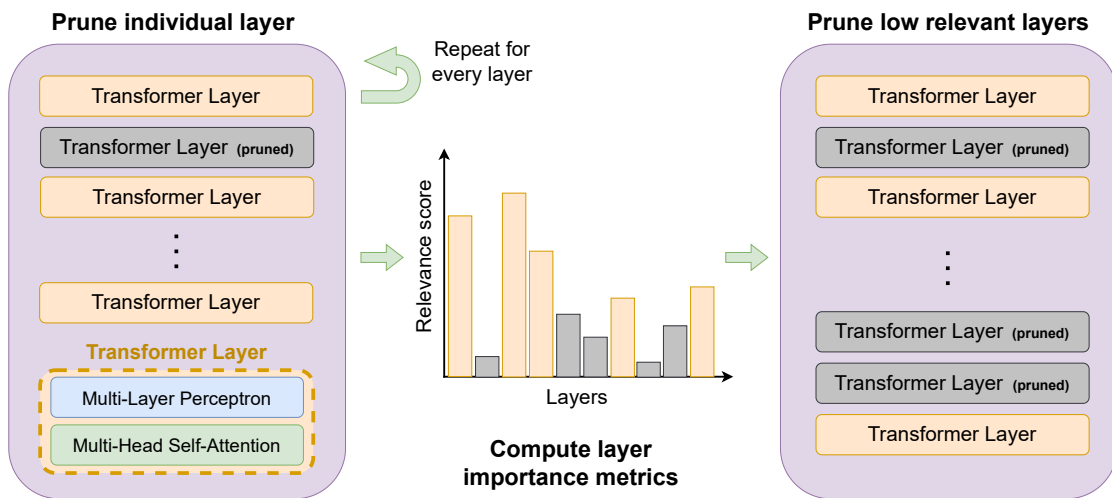 Prune individual layer
Transformer Layer
Transformer Layer (pruned)
Transformer Layer
Transformer Layer
Transformer Layer
Multi-Layer Perceptron
Multi-Head Self-Attention
Repeat for
every layer
Relevance score
Layers
Compute layer
importance metrics
Prune low relevant layers
Transformer Layer
Transformer Layer (pruned)
Transformer Layer
Transformer Layer (pruned)
Transformer Layer (pruned)
Transformer Layer